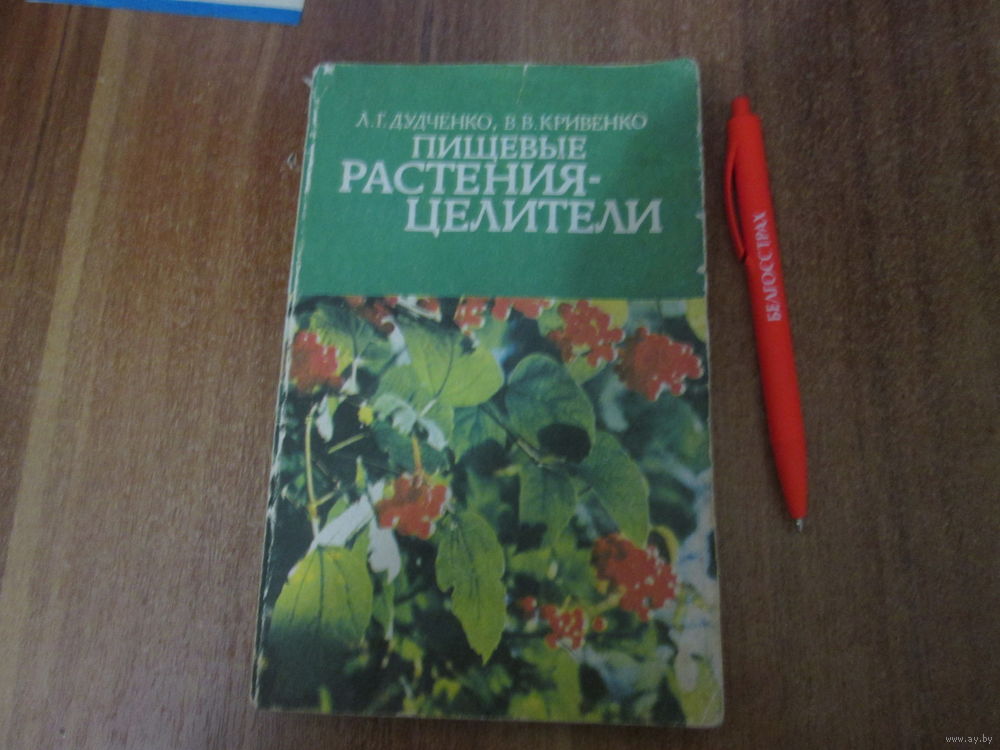 Л.Г.ДУДЧЕНКО, В.В.КРИВЕНКО
ПИЩЕВЫЕ
РАСТЕНИЯ-
ЦЕЛИТЕЛИ
БЕЛГОССТРАХ
www.ay.by